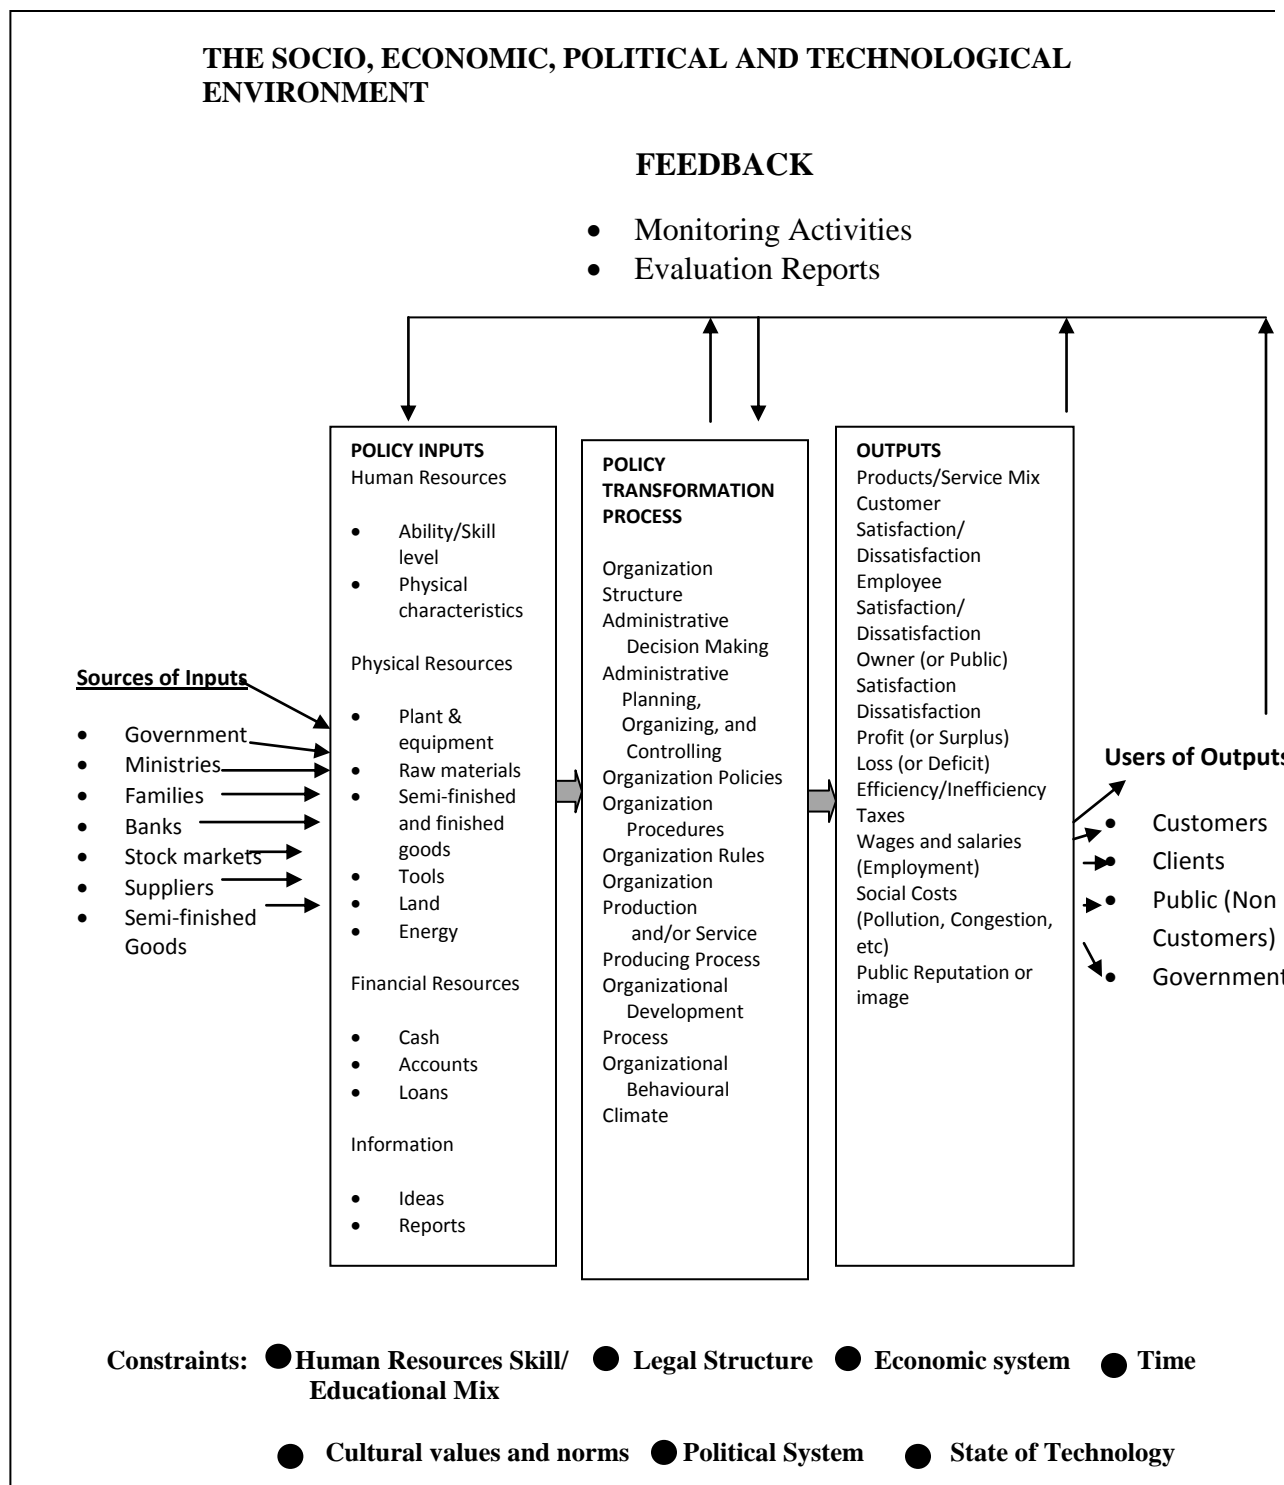 THE SOCIO, ECONOMIC, POLITICAL AND TECHNOLOGICAL
ENVIRONMENT
FEEDBACK
• Monitoring Activities
• Evaluation Reports
Sources of Inputs
• Government
• Ministries
• Families
• Banks
• Stock markets
• Suppliers
• Semi-finished
Goods
POLICY INPUTS
Human Resources
• Ability/Skill
level
• Physical
characteristics
Physical Resources
• Plant &
equipment
• Raw materials
• Semi-finished
and finished
goods
• Tools
• Land
• Energy
Financial Resources
• Cash
• Accounts
• Loans
Information
• Ideas
• Reports
POLICY
TRANSFORMATION
PROCESS
Organization
Structure
Administrative
Decision Making
Administrative
Planning,
Organizing, and
Controlling
Organization Policies
Organization
Procedures
Organization Rules
Organization
Production
and/or Service
Producing Process
Organizational
Development
Process
Organizational
Behavioural
Climate
OUTPUTS
Products/Service Mix
Customer
Satisfaction/
Dissatisfaction
Employee
Satisfaction/
Dissatisfaction
Owner (or Public)
Satisfaction
Dissatisfaction
Profit (or Surplus)
Loss (or Deficit)
Efficiency/Inefficiency
Taxes
Wages and salaries
(Employment)
Social Costs
(Pollution, Congestion,
etc)
Public Reputation or
image
Users of Outputs
• Customers
• Clients
• Public (Non
Customers)
• Government
Constraints: ● Human Resources Skill/ ● Legal Structure ● Economic system ● Time
Educational Mix
● Cultural values and norms ● Political System ● State of Technology